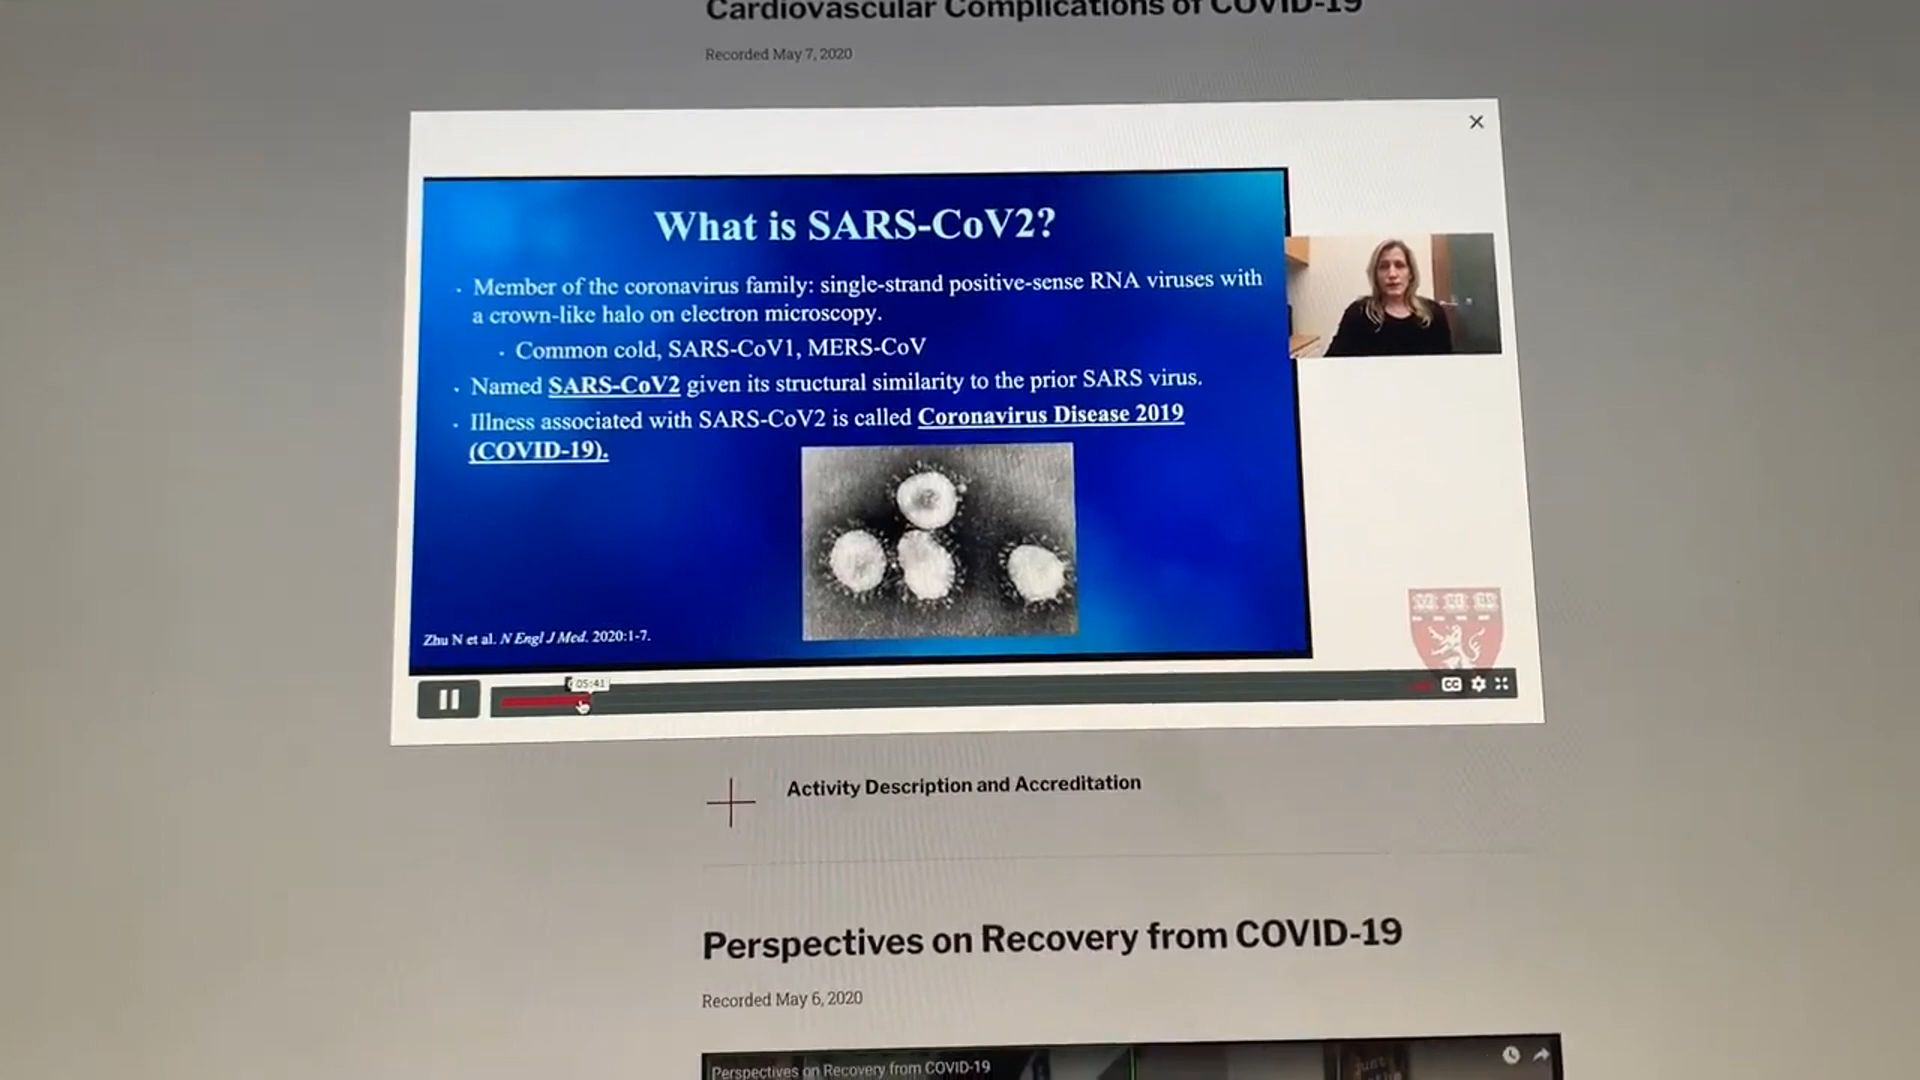 Cardiovascular Complications of COVID-19
Recorded May 7, 2020
What is SARS-CoV2?
· Member of the coronavirus family: single-strand positive-sense RNA viruses with
a crown-like halo on electron microscopy.
· Common cold, SARS-CoV1, MERS-CoV
· Named SARS-CoV2 given its structural similarity to the prior SARS virus.
· Illness associated with SARS-CoV2 is called Coronavirus Disease 2019
(COVID-19).
Zhu N et al. N Engl J Med. 2020:1-7.
05:41
CC
Activity Description and Accreditation
Perspectives on Recovery from COVID-19
Recorded May 6, 2020
Perspectives on Recovery from COVID-19
just